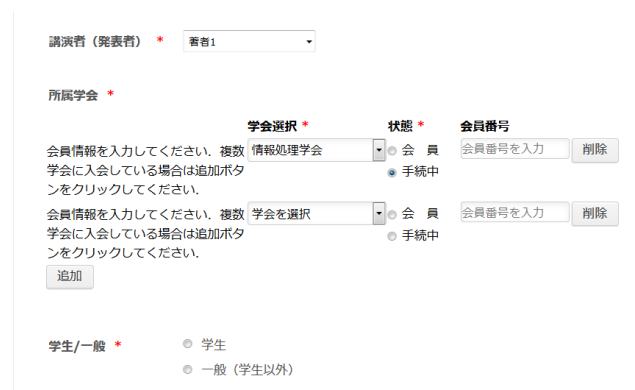 講演者（発表者） * 著者1
所属学会 *
学会選択 * 状態 * 会員番号
会員情報を入力してください．複数学会に入会している場合は追加ボタンをクリックしてください． 情報処理学会 会　員 会員番号を入力 削除
手続中
会員情報を入力してください．複数学会に入会している場合は追加ボタンをクリックしてください． 学会を選択 会　員 会員番号を入力 削除
手続中
追加
学生/一般 * 学生
一般（学生以外）